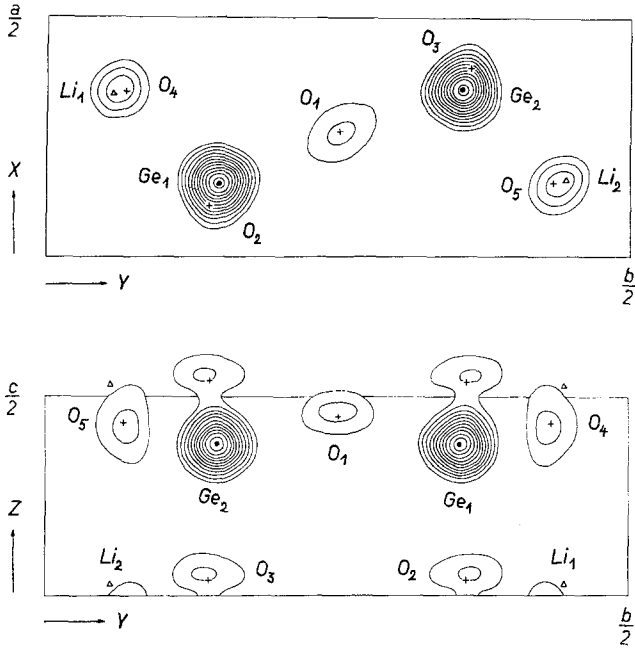 a/2
O₃
Li₁ O₄
O₁
Ge₂
X
Ge₁
O₅ Li₂
O₂
Y
b/2
c/2
O₅
O₁
O₄
Ge₂
Ge₁
Z
Li₂
O₃
O₂
Li₁
Y
b/2